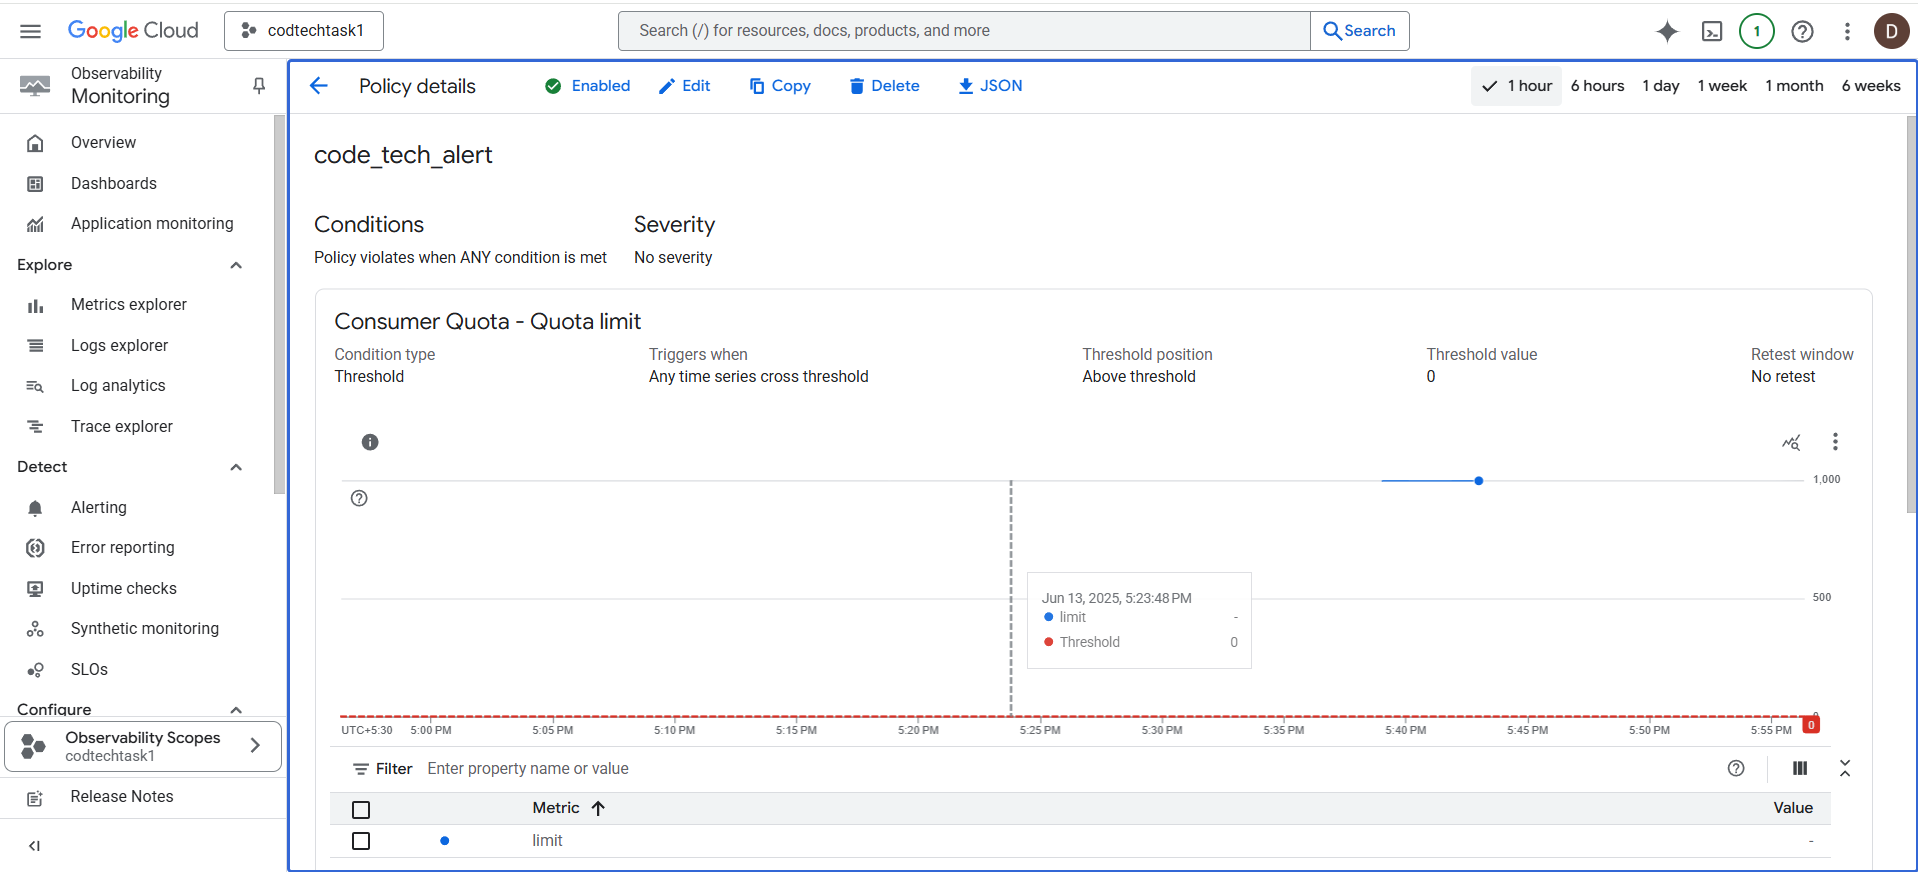 Google Cloud
codtechtask1
Search (/) for resources, docs, products, and more
Search
1
D
Observability
Monitoring
Overview
Dashboards
Application monitoring
Explore
Metrics explorer
Logs explorer
Log analytics
Trace explorer
Detect
Alerting
Error reporting
Uptime checks
Synthetic monitoring
SLOs
Configure
Observability Scopes
codtechtask1
Release Notes
Policy details
Enabled
Edit
Copy
Delete
JSON
1 hour
6 hours
1 day
1 week
1 month
6 weeks
code_tech_alert
Conditions
Policy violates when ANY condition is met
Severity
No severity
Consumer Quota - Quota limit
Condition type
Threshold
Triggers when
Any time series cross threshold
Threshold position
Above threshold
Threshold value
0
Retest window
No retest
1,000
500
0
Jun 13, 2025, 5:23:48 PM
limit -
Threshold 0
UTC+5:30 5:00 PM 5:05 PM 5:10 PM 5:15 PM 5:20 PM 5:25 PM 5:30 PM 5:35 PM 5:40 PM 5:45 PM 5:50 PM 5:55 PM
0
Filter Enter property name or value
Metric Value
limit -